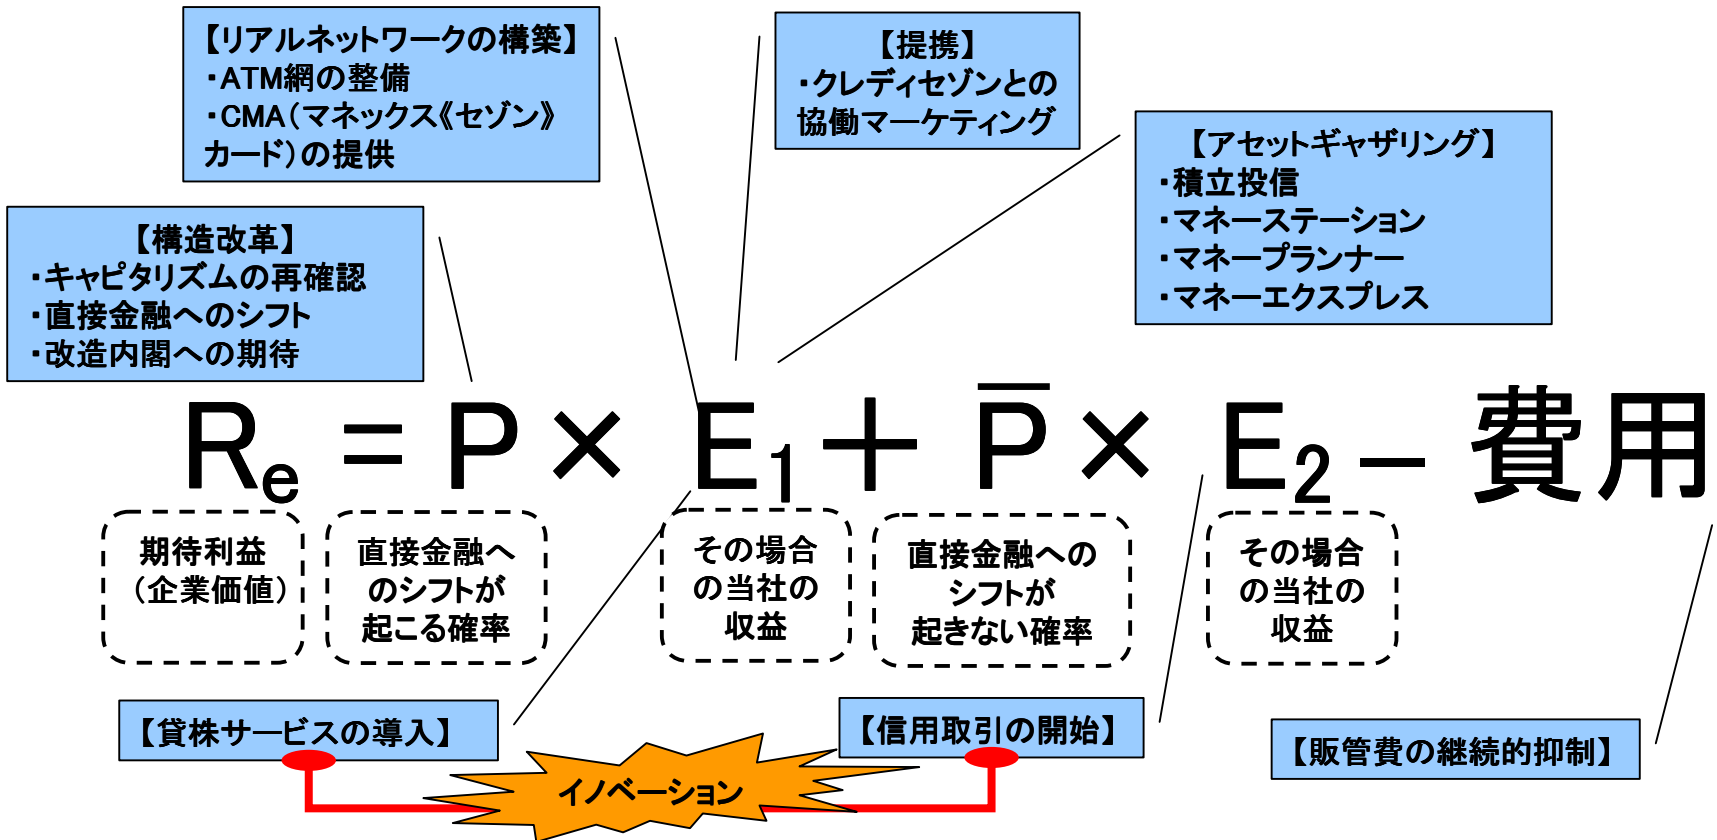 【リアルネットワークの構築】
・ATM網の整備
・CMA(マネックス《セゾン》
カード)の提供
【提携】
・クレディセゾンとの
協働マーケティング
【アセットギャザリング】
・積立投信
・マネーステーション
・マネープランナー
・マネーエクスプレス
【構造改革】
・キャピタリズムの再確認
・直接金融へのシフト
・改造内閣への期待
Re = P × E1 + P̅ × E2 − 費用
期待利益
(企業価値)
直接金融へ
のシフトが
起こる確率
その場合
の当社の
収益
直接金融への
シフトが
起きない確率
その場合
の当社の
収益
【貸株サービスの導入】
【信用取引の開始】
【販管費の継続的抑制】
イノベーション